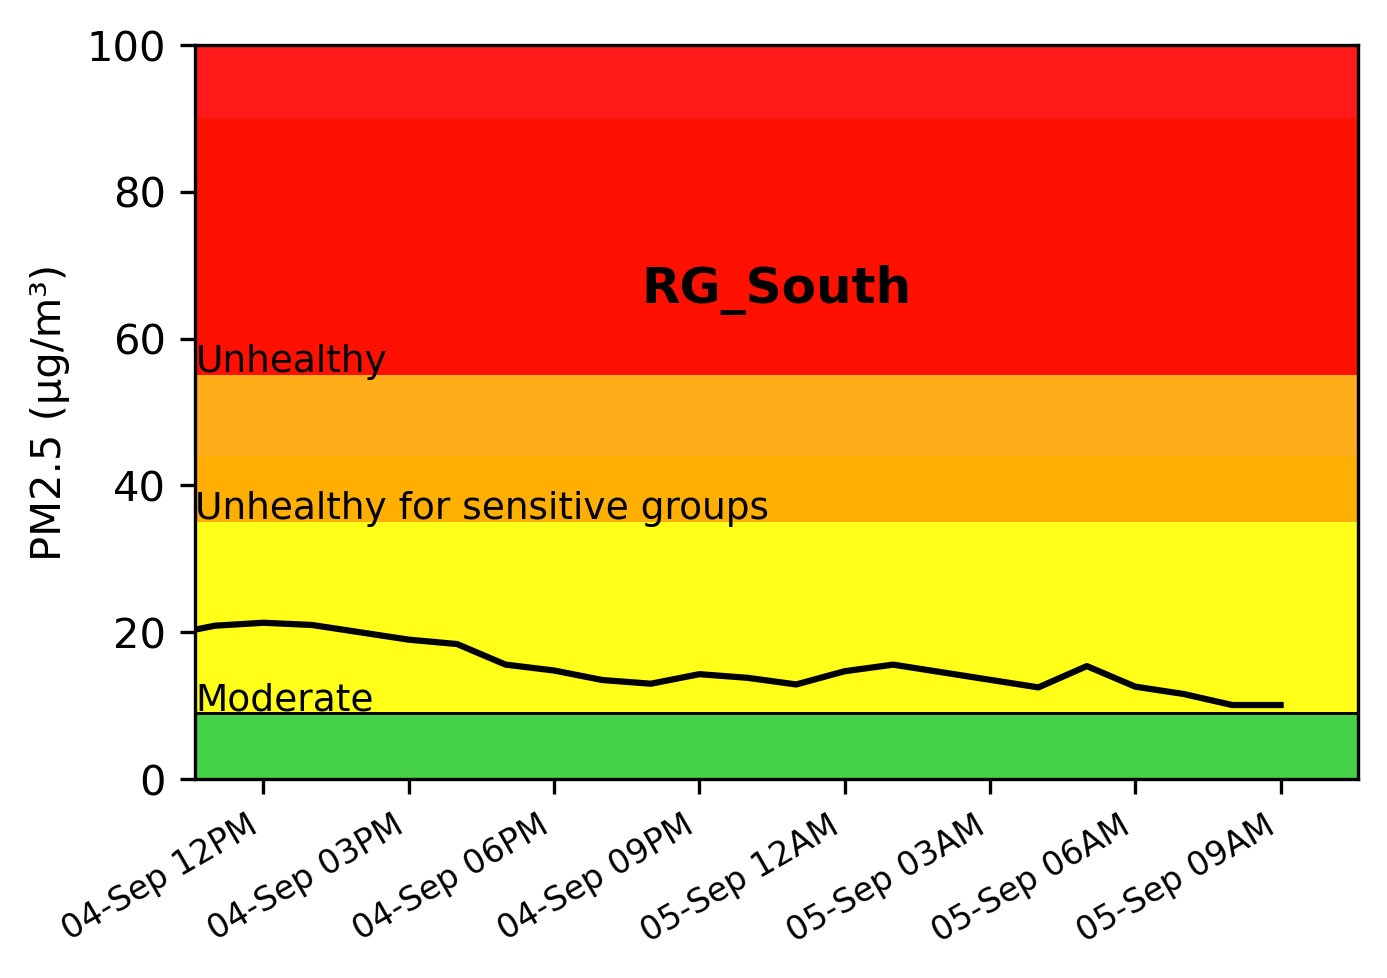 100
80
60
40
20
0
PM2.5 (µg/m³)
RG_South
Unhealthy
Unhealthy for sensitive groups
Moderate
04-Sep 12PM
04-Sep 03PM
04-Sep 06PM
04-Sep 09PM
05-Sep 12AM
05-Sep 03AM
05-Sep 06AM
05-Sep 09AM